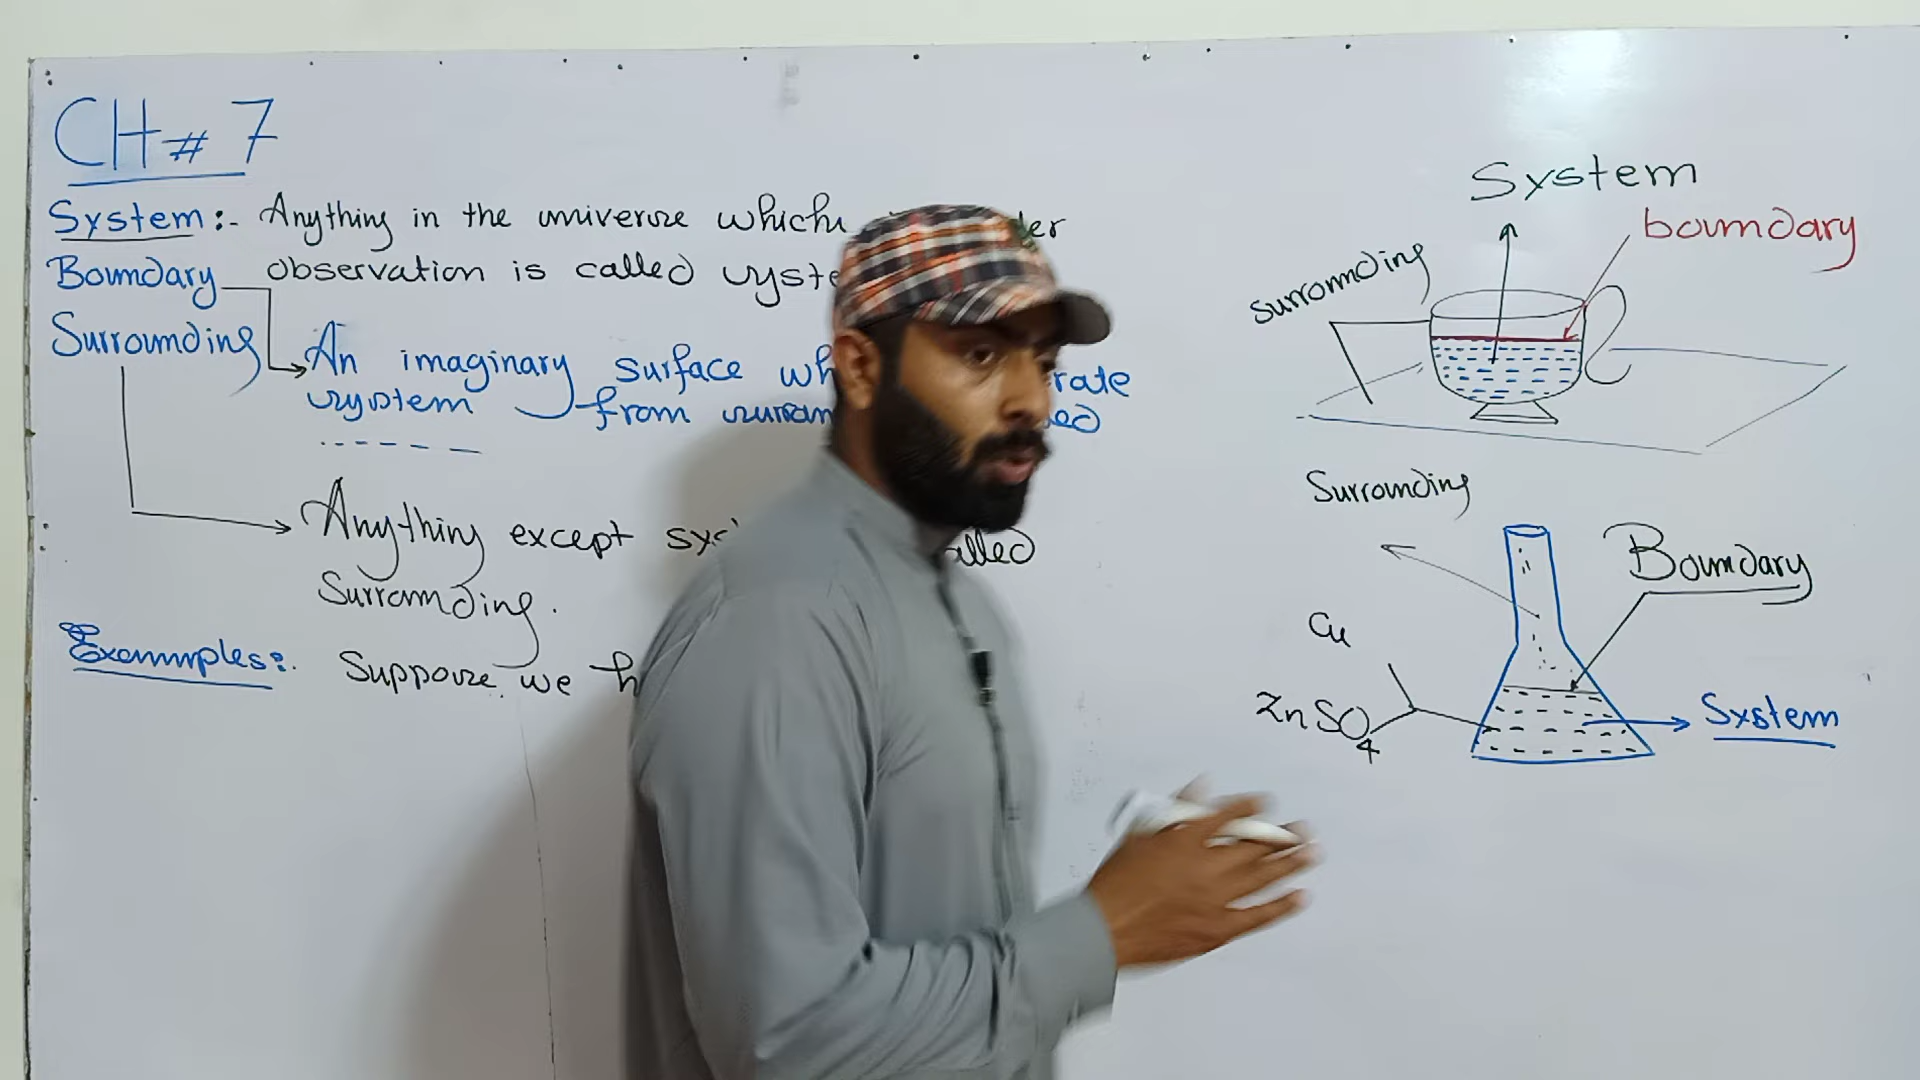 CH # 7
System:- Anything in the universe which
observation is called
Boundary
An imaginary surface
system from
Surrounding
Anything except
Surrounding.
Examples:. Suppose we
System
boundary
surrounding
Surrounding
Boundary
Cu
ZnSO4
System